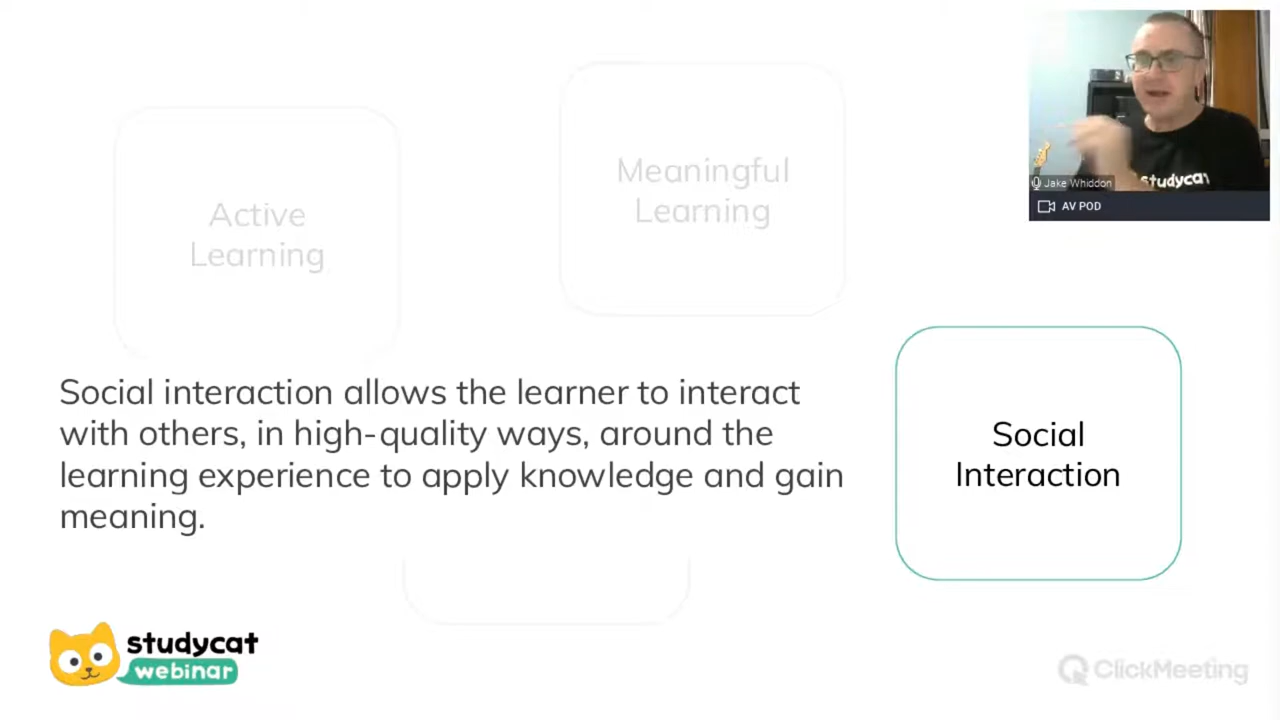 Active
Learning
Meaningful
Learning
studycat
Jake Whiddon
AV POD
Social interaction allows the learner to interact
with others, in high-quality ways, around the
learning experience to apply knowledge and gain
meaning.
Social
Interaction
studycat
webinar
ClickMeeting